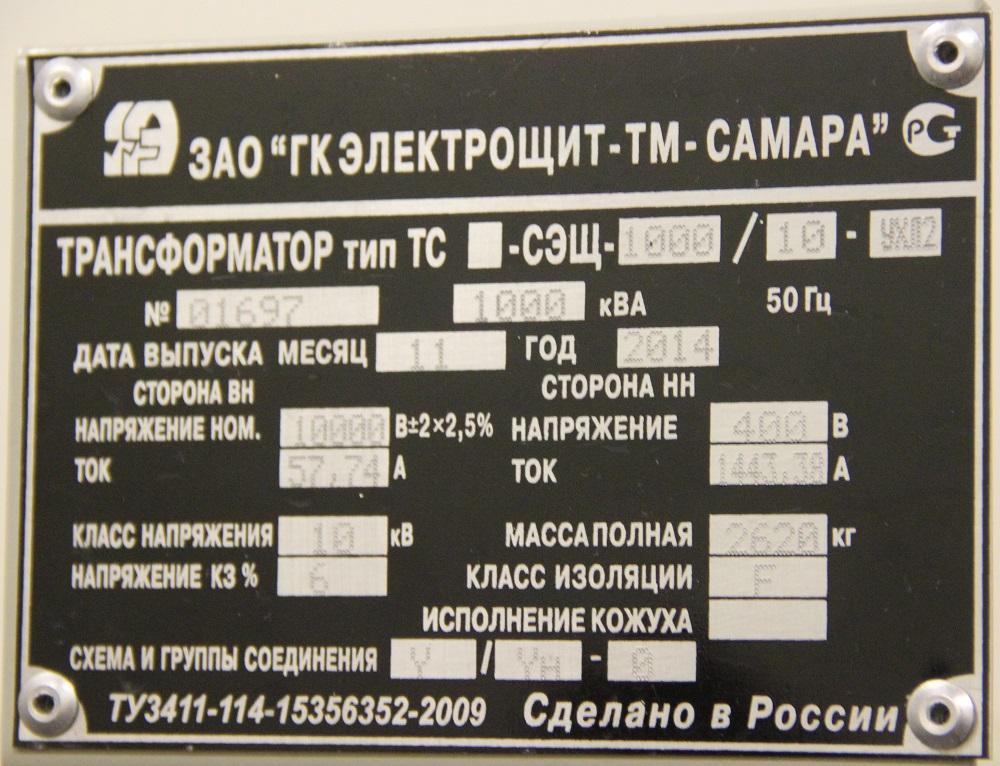 ЗАО "ГК ЭЛЕКТРОЩИТ-ТМ-САМАРА" РСТ
ТРАНСФОРМАТОР тип ТС -СЭЩ- 1000 / 10 - УХЛ2
№ 01697 1000 кВА 50 Гц
ДАТА ВЫПУСКА МЕСЯЦ 11 ГОД 2014
СТОРОНА ВН СТОРОНА НН
НАПРЯЖЕНИЕ НОМ. 10000 В±2×2,5% НАПРЯЖЕНИЕ 400 В
ТОК 57,74 А ТОК 1443,38 А
КЛАСС НАПРЯЖЕНИЯ 10 кВ МАССА ПОЛНАЯ 2620 кг
НАПРЯЖЕНИЕ КЗ % 6 КЛАСС ИЗОЛЯЦИИ F
ИСПОЛНЕНИЕ КОЖУХА
СХЕМА И ГРУППЫ СОЕДИНЕНИЯ У / Ун - 0
ТУ3411-114-15356352-2009 Сделано в России